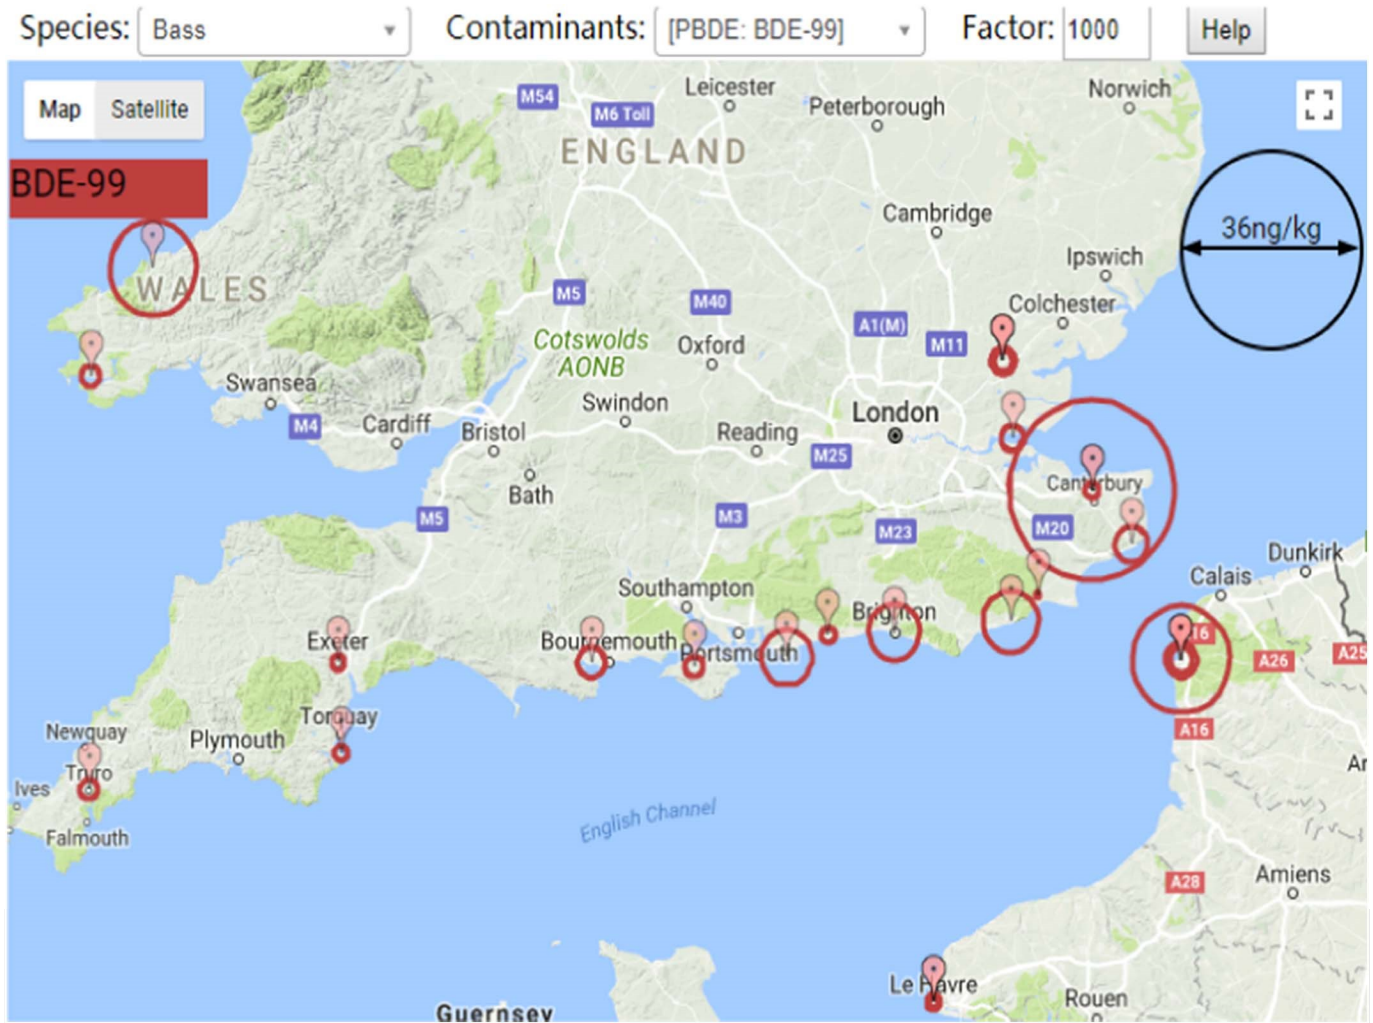 Species: Bass Contaminants: [PBDE: BDE-99] Factor: 1000 Help
Map Satellite
BDE-99
M54
M6 Toll
Leicester
Peterborough
Norwich
ENGLAND
Cambridge
36ng/kg
Ipswich
WALES
M5
M40
Colchester
A1(M)
M11
Cotswolds
AONB
Oxford
Swansea
Swindon
London
M4
Cardiff
Bristol
Reading
M25
Bath
Canterbury
M5
M3
M23
M20
Dunkirk
Calais
Southampton
Brighton
Exeter
Bournemouth
Portsmouth
16
A26
A25
Torquay
Newquay
Plymouth
A16
Truro
Ives
Ar
English Channel
Falmouth
A28
Amiens
Le Havre
Rouen
Guernsey